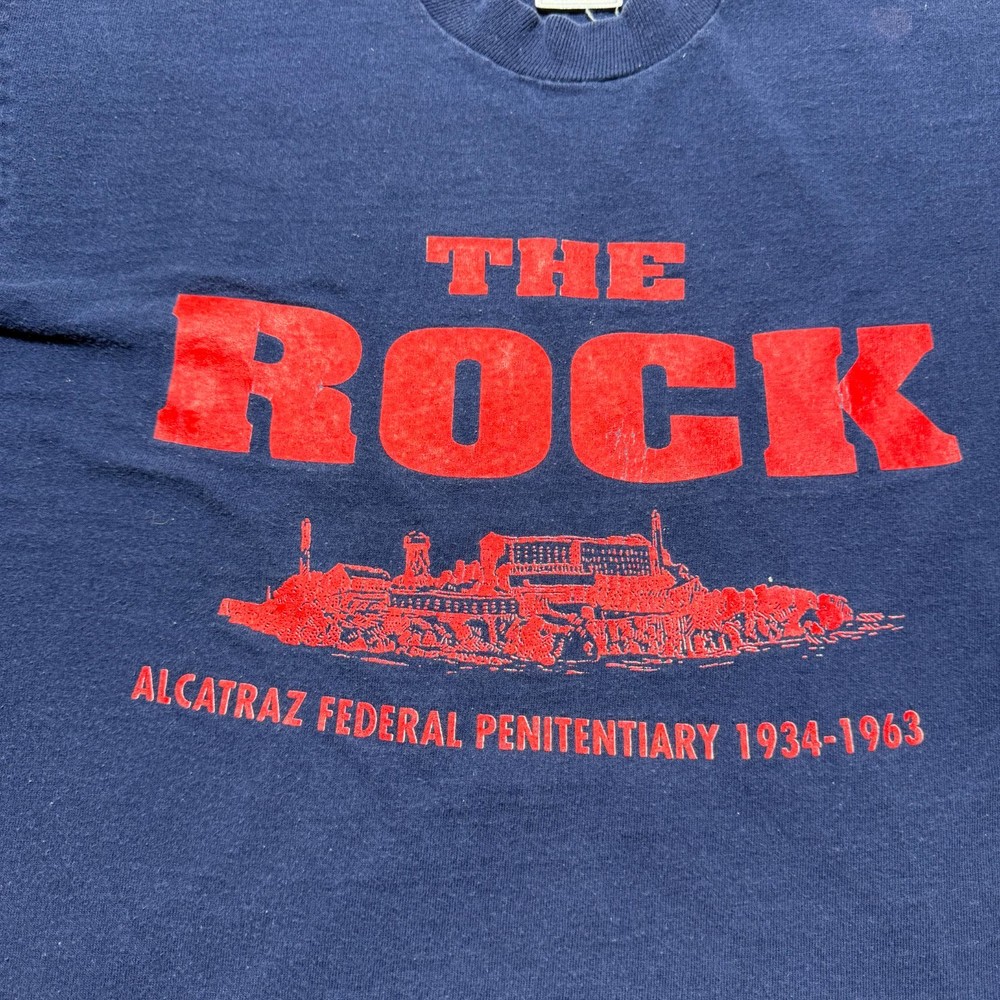 THE
ROCK
ALCATRAZ FEDERAL PENITENTIARY 1934-1963